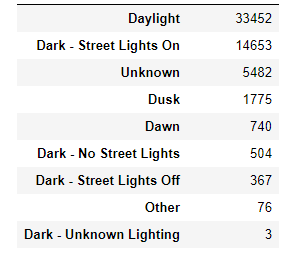 Daylight 33452
Dark - Street Lights On 14653
Unknown 5482
Dusk 1775
Dawn 740
Dark - No Street Lights 504
Dark - Street Lights Off 367
Other 76
Dark - Unknown Lighting 3